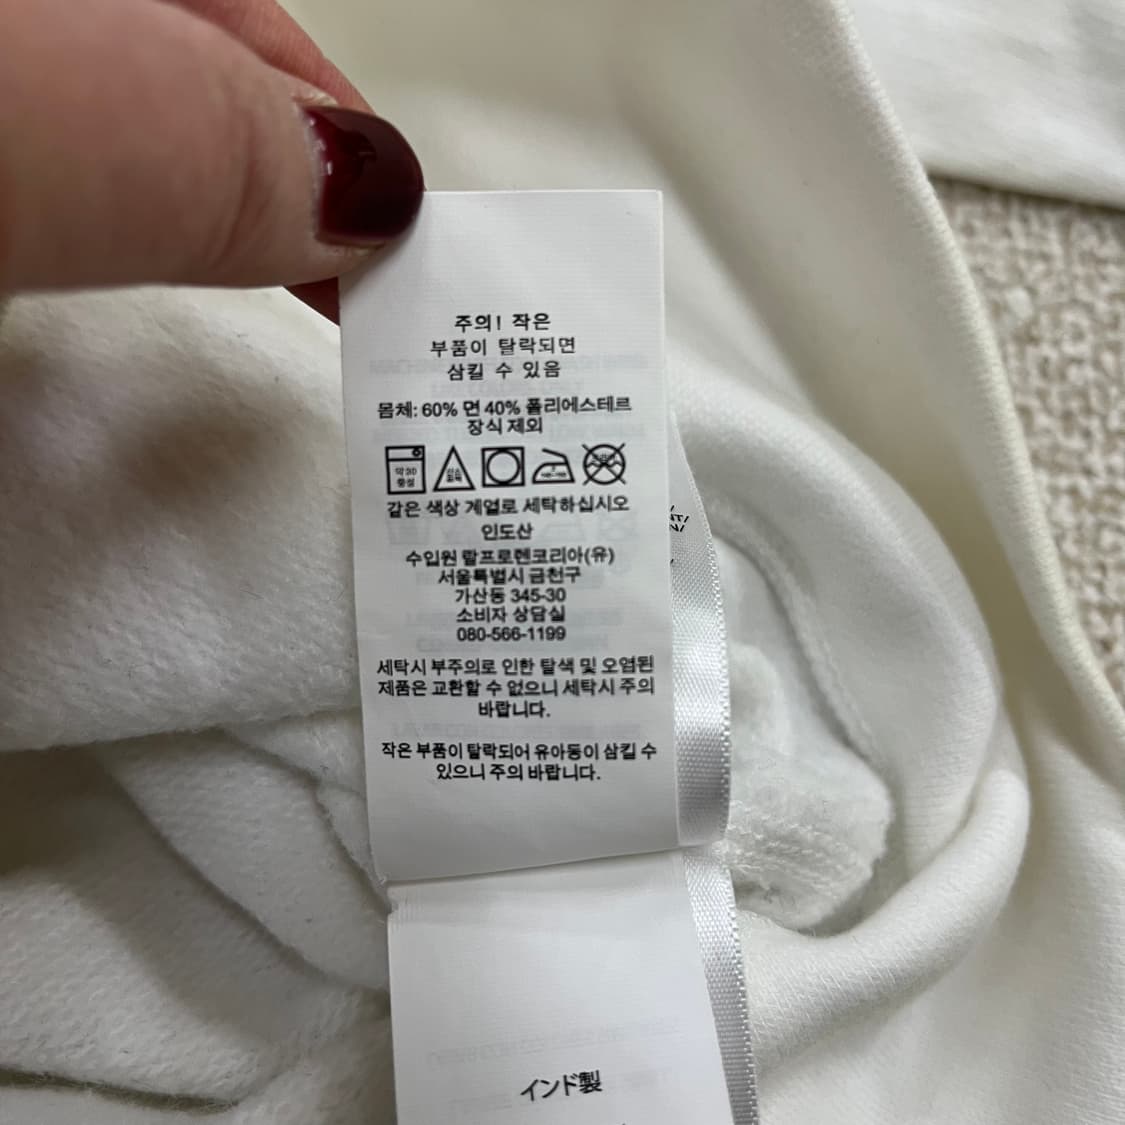 주의! 작은
부품이 탈락되면
삼킬 수 있음
몸체: 60% 면 40% 폴리에스테르
장식 제외
약 30
중성
같은 색상 계열로 세탁하십시오
인도산
수입원 랄프로렌코리아(유)
서울특별시 금천구
가산동 345-30
소비자 상담실
080-566-1199
세탁시 부주의로 인한 탈색 및 오염된
제품은 교환할 수 없으니 세탁시 주의
바랍니다.
작은 부품이 탈락되어 유아동이 삼킬 수
있으니 주의 바랍니다.
インド製